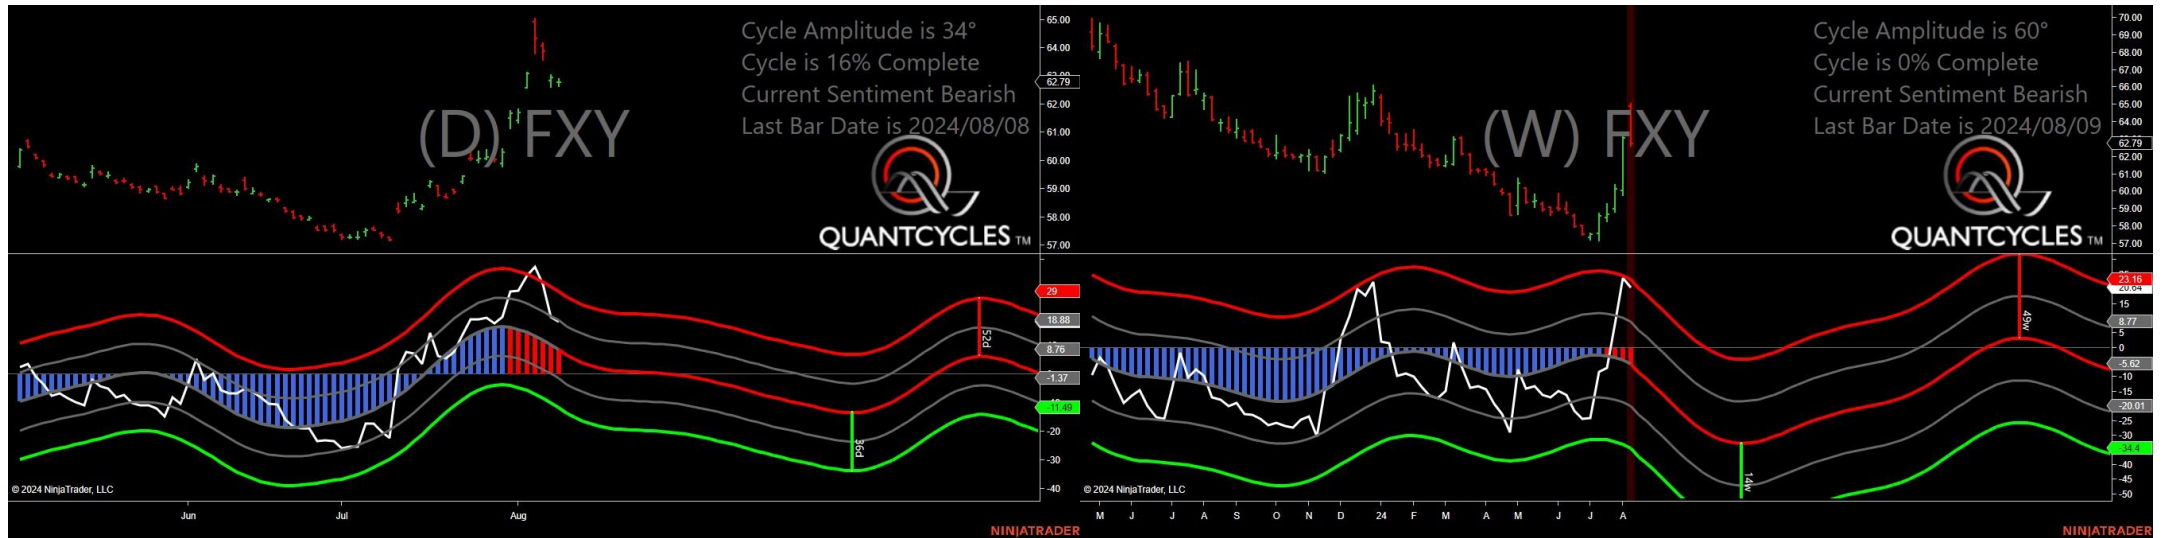 Cycle Amplitude is 34°
Cycle is 16% Complete
Current Sentiment Bearish
Last Bar Date is 2024/08/08
(D) FXY
QUANTCYCLES TM
65.00
64.00
62.79
62.00
61.00
60.00
59.00
58.00
57.00
29
18.88
8.76
-1.37
-11.49
-20
-30
-40
52d
36d
© 2024 NinjaTrader, LLC
Jun Jul Aug
NINJATRADER
Cycle Amplitude is 60°
Cycle is 0% Complete
Current Sentiment Bearish
Last Bar Date is 2024/08/09
(W) FXY
QUANTCYCLES TM
70.00
69.00
68.00
67.00
66.00
65.00
64.00
62.79
62.00
61.00
60.00
59.00
58.00
57.00
23.16
20.64
15
8.77
5
0
-5.62
-10
-15
-20.01
-25
-30
-34.4
-40
-45
-50
49w
14w
© 2024 NinjaTrader, LLC
M J J A S O N D 24 F M A M J J A
NINJATRADER